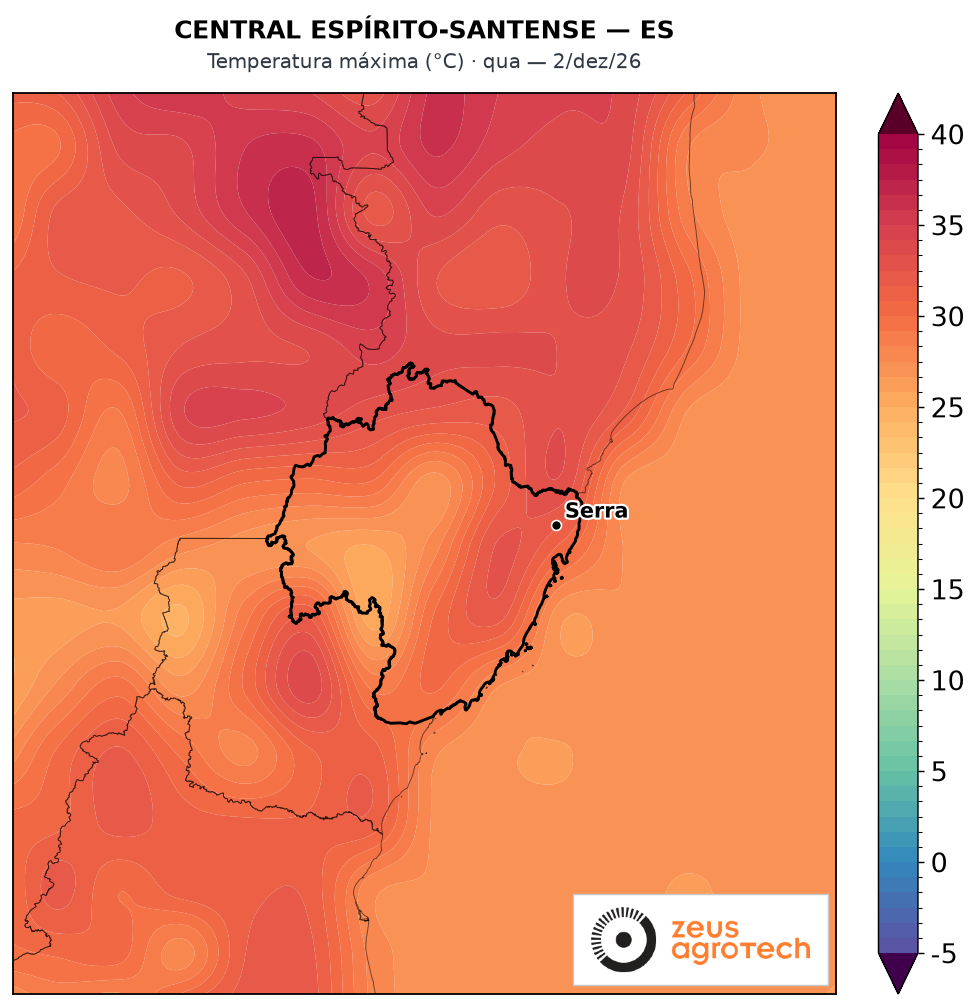 CENTRAL ESPÍRITO-SANTENSE — ES
Temperatura máxima (°C) · qua — 2/dez/26
40
35
30
25
20
15
10
5
0
-5
Serra
zeus
agrotech